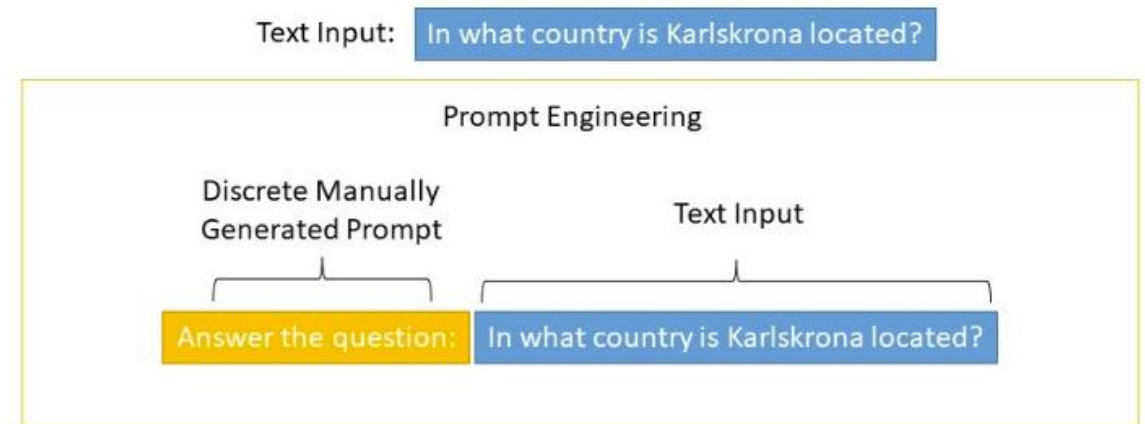 Text Input: In what country is Karlskrona located?
Prompt Engineering
Discrete Manually
Generated Prompt
Text Input
Answer the question: In what country is Karlskrona located?